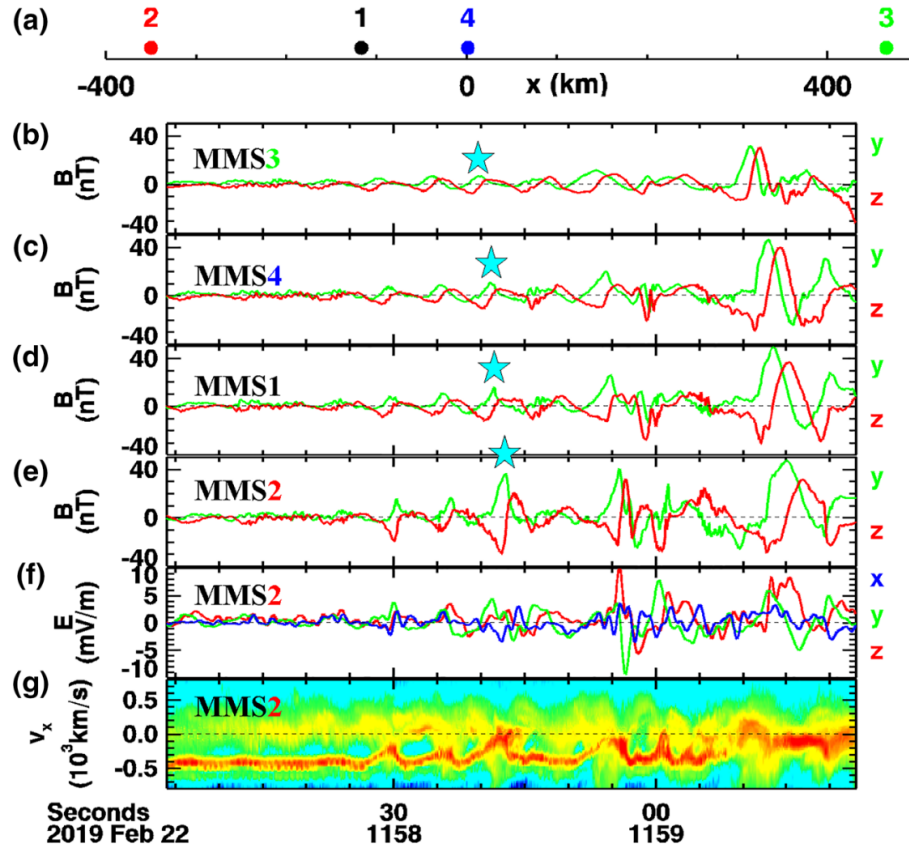 (a) 2 1 4 3
-400 0 x (km) 400
(b) 40 0 -40 B (nT) MMS3 y z
(c) 40 0 -40 B (nT) MMS4 y z
(d) 40 0 -40 B (nT) MMS1 y z
(e) 40 0 -40 B (nT) MMS2 y z
(f) 10 5 0 -5 -10 E (mV/m) MMS2 x y z
(g) 0.5 0.0 -0.5 vx (10³km/s) MMS2
Seconds 30 00
2019 Feb 22 1158 1159